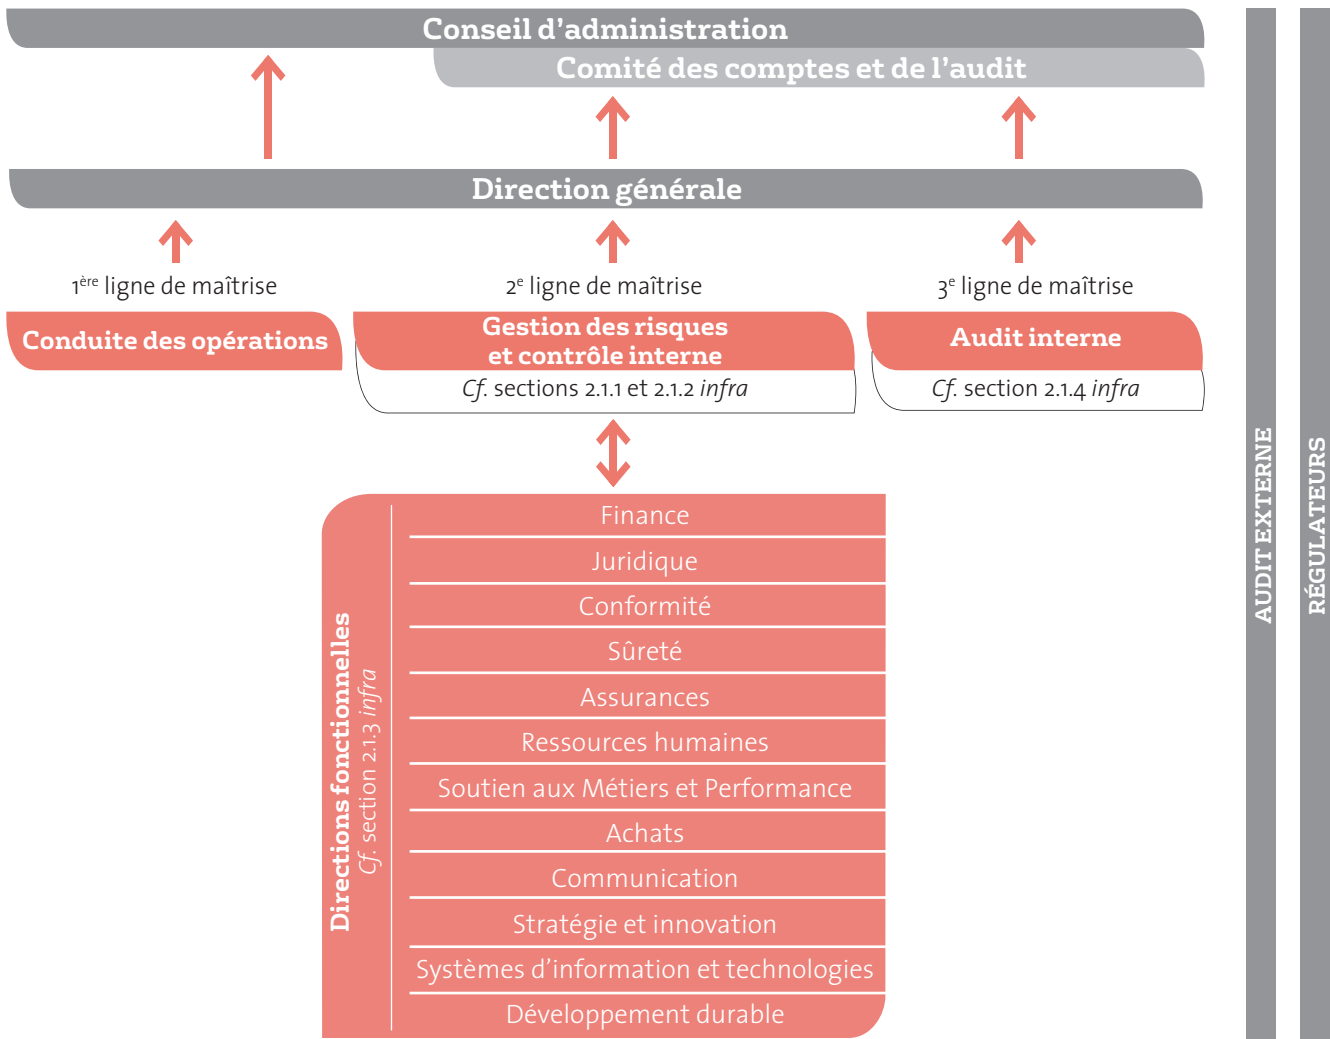 Conseil d’administration
Comité des comptes et de l’audit
Direction générale
1ère ligne de maîtrise
2e ligne de maîtrise
3e ligne de maîtrise
Conduite des opérations
Gestion des risques
et contrôle interne
Cf. sections 2.1.1 et 2.1.2 infra
Audit interne
Cf. section 2.1.4 infra
Directions fonctionnelles
Cf. section 2.1.3 infra
Finance
Juridique
Conformité
Sûreté
Assurances
Ressources humaines
Soutien aux Métiers et Performance
Achats
Communication
Stratégie et innovation
Systèmes d’information et technologies
Développement durable
AUDIT EXTERNE
RÉGULATEURS